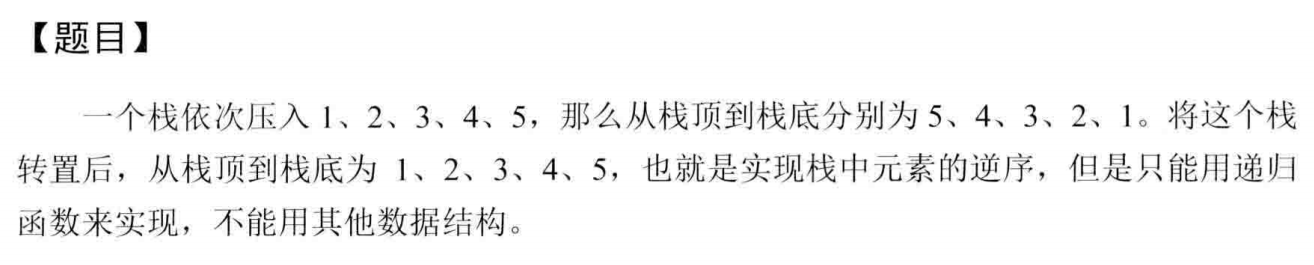 【题目】
一个栈依次压入 1、2、3、4、5，那么从栈顶到栈底分别为 5、4、3、2、1。将这个栈
转置后，从栈顶到栈底为 1、2、3、4、5，也就是实现栈中元素的逆序，但是只能用递归
函数来实现，不能用其他数据结构。